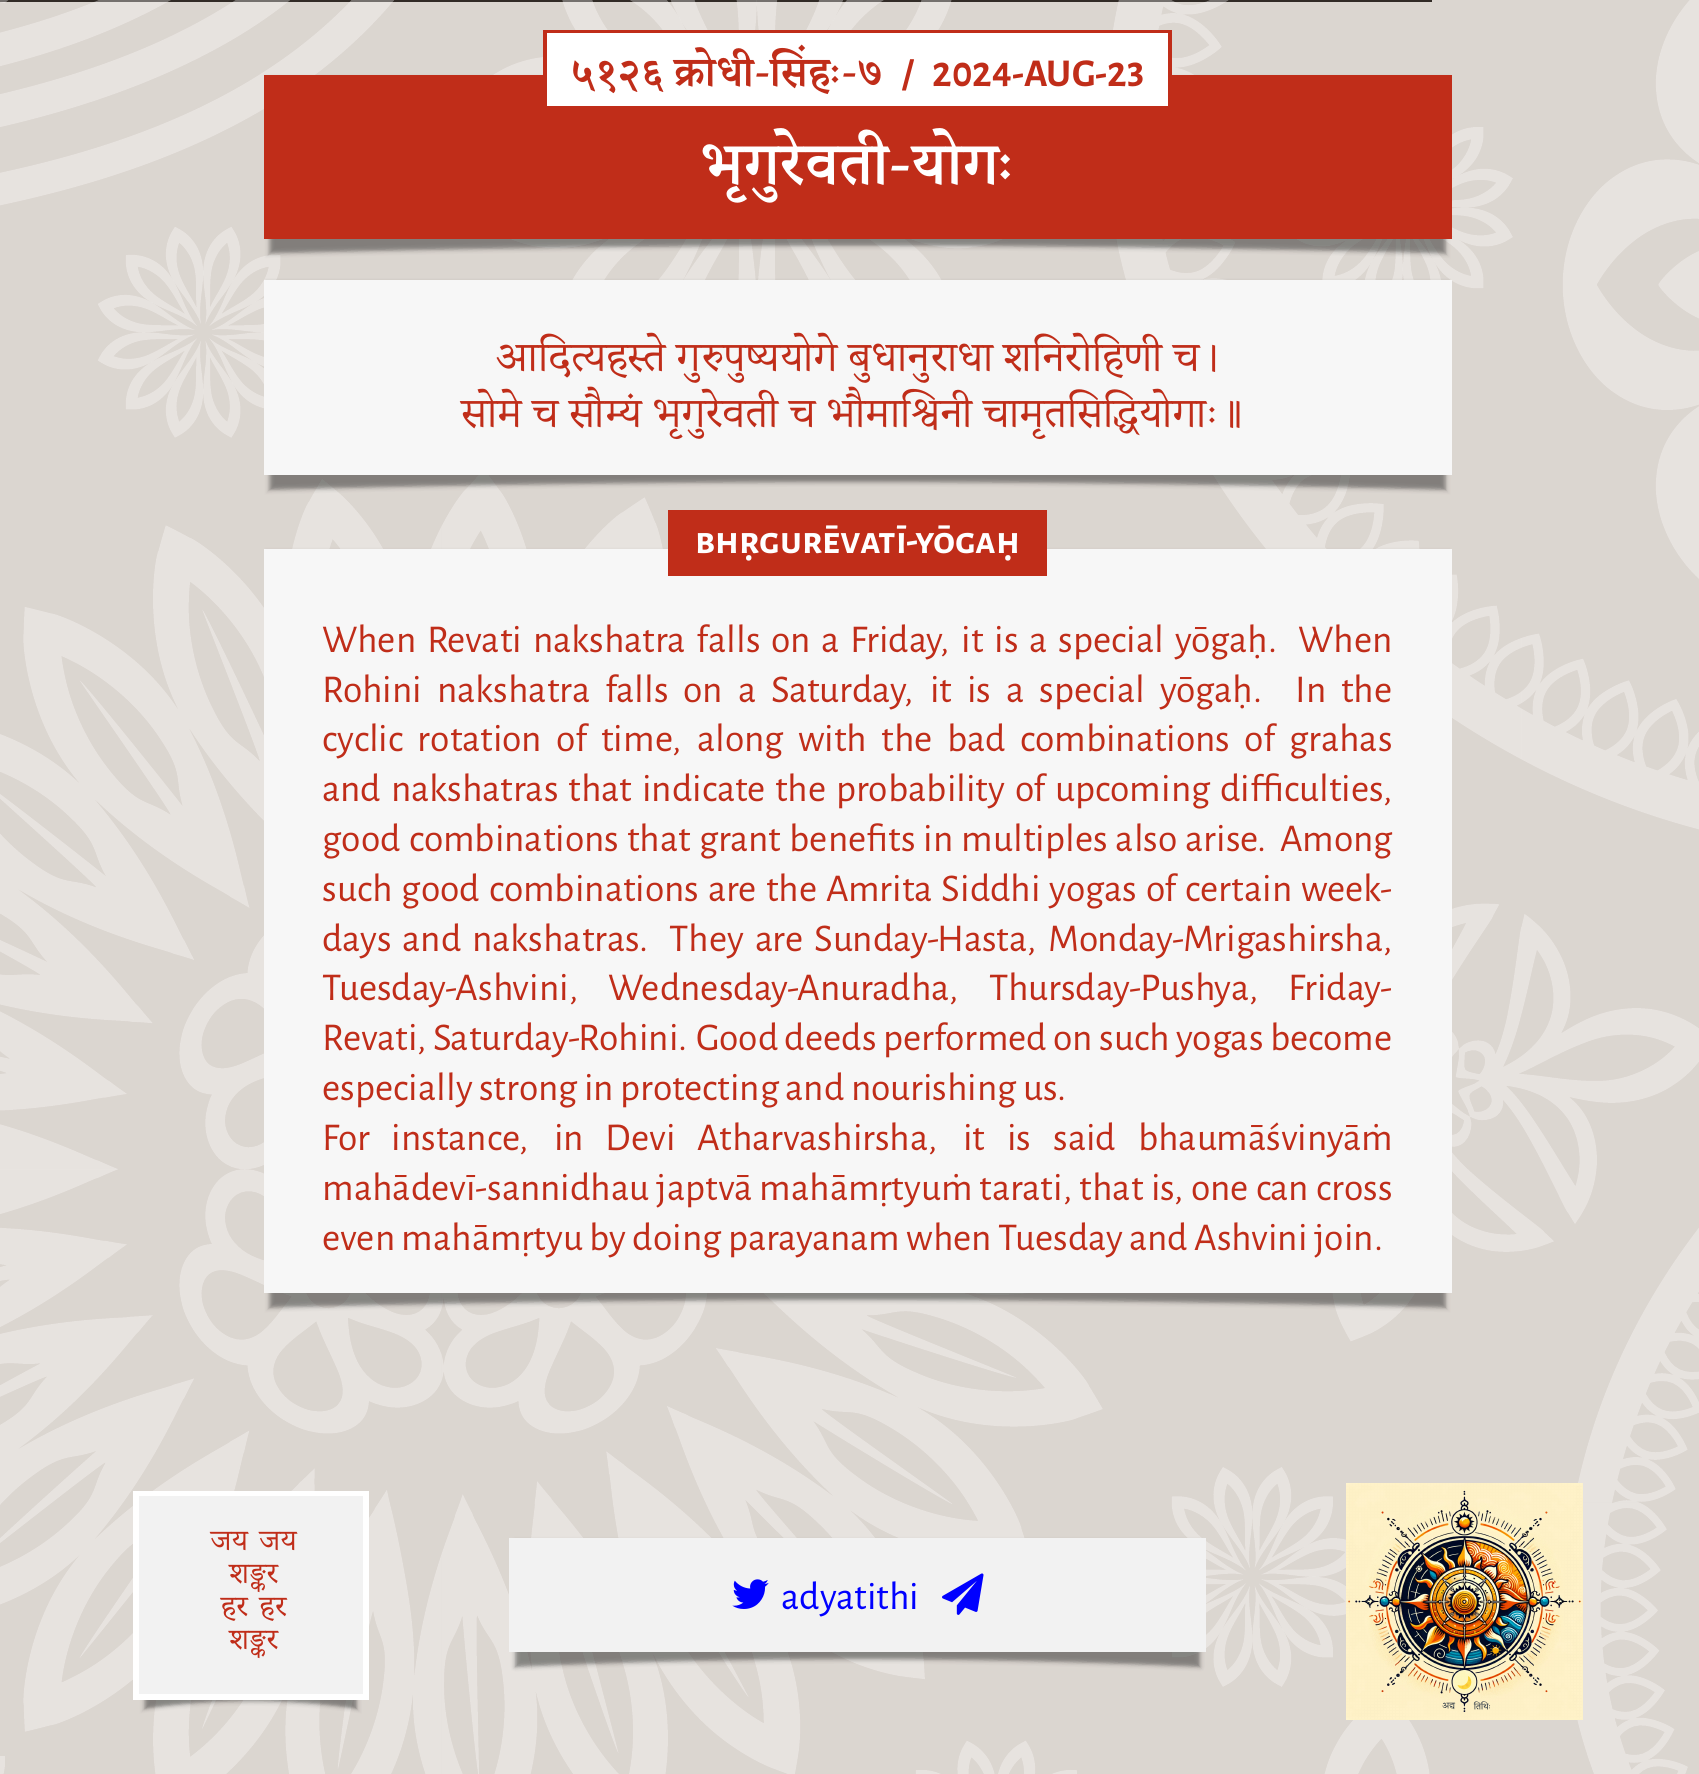 ५१२६ क्रोधी-सिंहः-७ / 2024-AUG-23
भृगुरेवती-योगः
आदित्यहस्ते गुरुपुष्ययोगे बुधानुराधा शनिरोहिणी च।
सोमे च सौम्यं भृगुरेवती च भौमाश्विनी चामृतसिद्धियोगाः॥
BHṚGURĒVATĪ-YŌGAḤ
When Revati nakshatra falls on a Friday, it is a special yōgaḥ. When
Rohini nakshatra falls on a Saturday, it is a special yōgaḥ. In the
cyclic rotation of time, along with the bad combinations of grahas
and nakshatras that indicate the probability of upcoming difficulties,
good combinations that grant benefits in multiples also arise. Among
such good combinations are the Amrita Siddhi yogas of certain week-
days and nakshatras. They are Sunday-Hasta, Monday-Mrigashirsha,
Tuesday-Ashvini, Wednesday-Anuradha, Thursday-Pushya, Friday-
Revati, Saturday-Rohini. Good deeds performed on such yogas become
especially strong in protecting and nourishing us.
For instance, in Devi Atharvashirsha, it is said bhaumāśvinyāṁ
mahādevī-sannidhau japtvā mahāmṛtyuṁ tarati, that is, one can cross
even mahāmṛtyu by doing parayanam when Tuesday and Ashvini join.
जय जय
शङ्कर
हर हर
शङ्कर
adyatithi
अद्य तिथिः